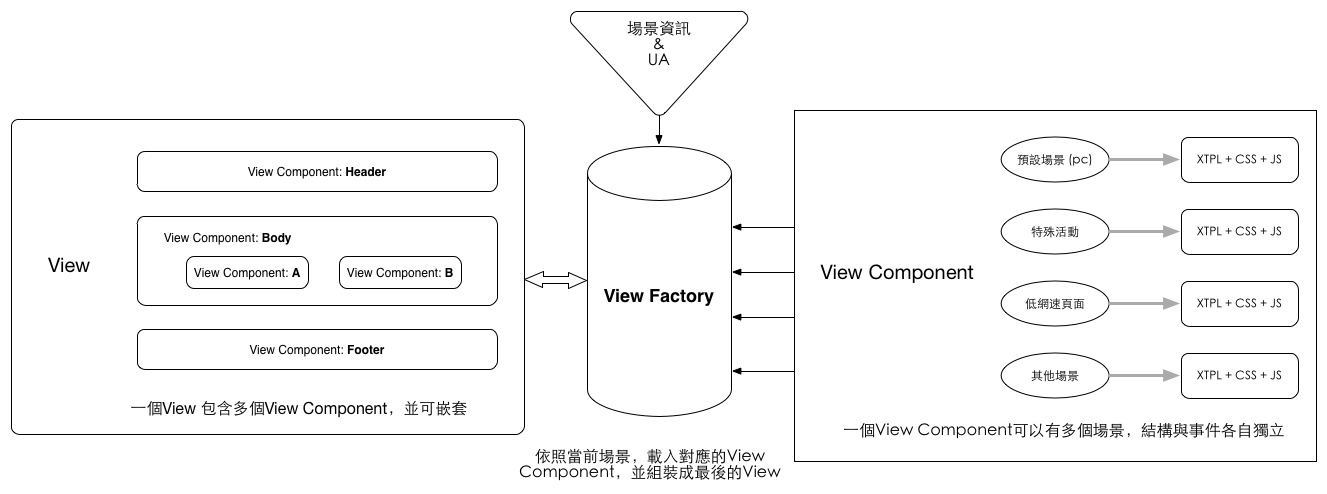 場景資訊
&
UA
View
View Component: Header
View Component: Body
View Component: A
View Component: B
View Component: Footer
一個View 包含多個View Component，並可嵌套
View Factory
依照當前場景，載入對應的View
Component，並組裝成最後的View
View Component
預設場景 (pc)
XTPL + CSS + JS
特殊活動
XTPL + CSS + JS
低網速頁面
XTPL + CSS + JS
其他場景
XTPL + CSS + JS
一個View Component可以有多個場景，結構與事件各自獨立